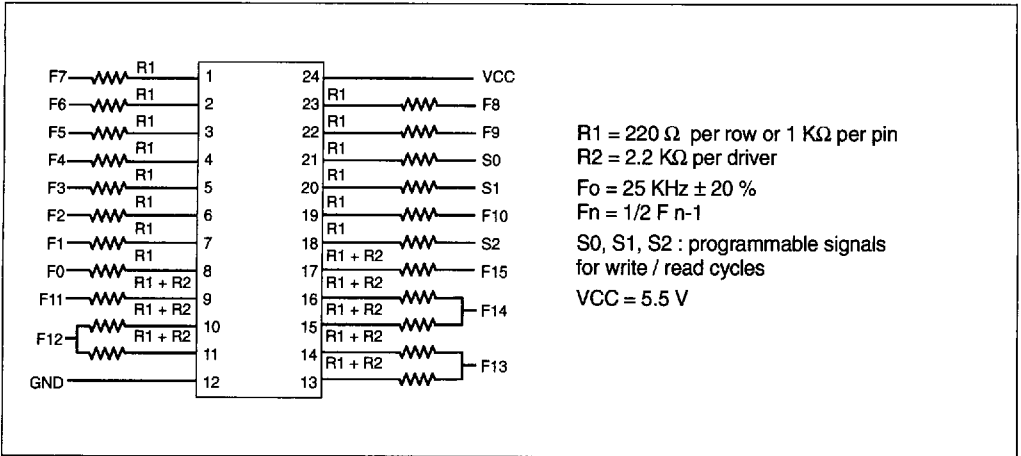 F7 R1 1 24 VCC
F6 R1 2 23 R1 F8
F5 R1 3 22 R1 F9
F4 R1 4 21 R1 S0
F3 R1 5 20 R1 S1
F2 R1 6 19 R1 F10
F1 R1 7 18 R1 S2
F0 R1 8 17 R1 + R2 F15
F11 R1 + R2 9 16 R1 + R2 F14
F12 R1 + R2 10 15 R1 + R2
R1 + R2 11 14 R1 + R2 F13
GND 12 13 R1 + R2
R1 = 220 Ω per row or 1 KΩ per pin
R2 = 2.2 KΩ per driver
Fo = 25 KHz ± 20 %
Fn = 1/2 F n-1
S0, S1, S2 : programmable signals
for write / read cycles
VCC = 5.5 V